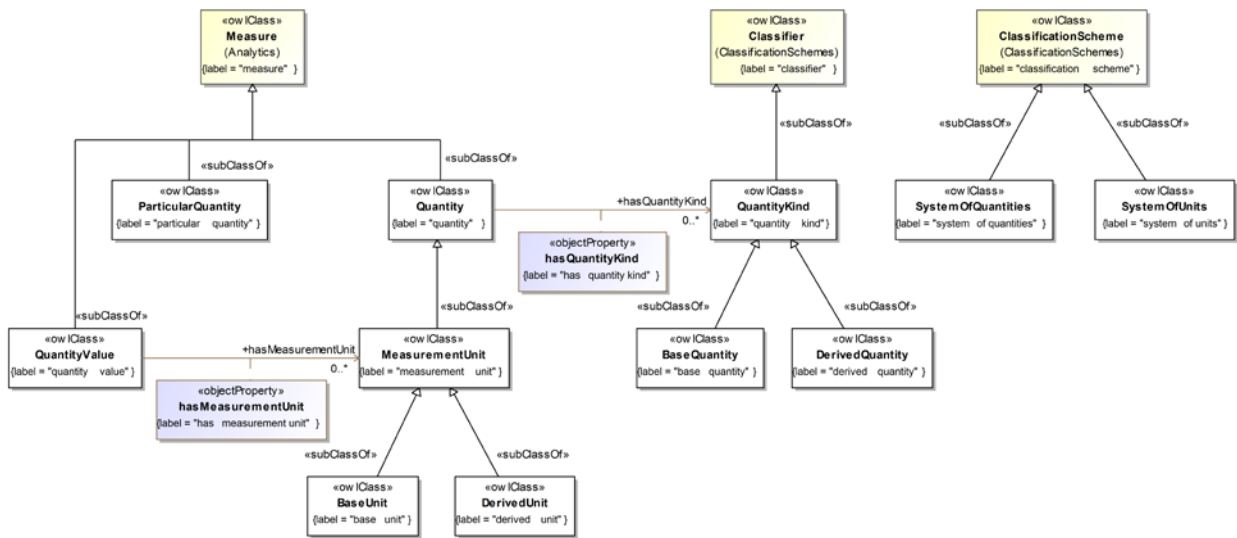 «owlClass»
Measure
(Analytics)
{label = "measure" }
«owlClass»
Classifier
(ClassificationSchemes)
{label = "classifier" }
«owlClass»
ClassificationScheme
(ClassificationSchemes)
{label = "classification scheme"}
«subClassOf»
«subClassOf»
«subClassOf»
«subClassOf»
«subClassOf»
«owlClass»
ParticularQuantity
{label = "particular quantity" }
«owlClass»
Quantity
{label = "quantity" }
+hasQuantityKind
0..*
«owlClass»
QuantityKind
{label = "quantity kind"}
«owlClass»
SystemOfQuantities
{label = "system of quantities"}
«owlClass»
SystemOfUnits
{label = "system of units"}
«objectProperty»
hasQuantityKind
{label = "has quantity kind" }
«subClassOf»
«subClassOf»
«subClassOf»
«subClassOf»
«owlClass»
QuantityValue
{label = "quantity value"}
+hasMeasurementUnit
0..*
«owlClass»
MeasurementUnit
{label = "measurement unit"}
«owlClass»
BaseQuantity
{label = "base quantity"}
«owlClass»
DerivedQuantity
{label = "derived quantity" }
«objectProperty»
hasMeasurementUnit
{label = "has measurement unit" }
«subClassOf»
«subClassOf»
«owlClass»
BaseUnit
{label = "base unit" }
«owlClass»
DerivedUnit
{label = "derived unit" }